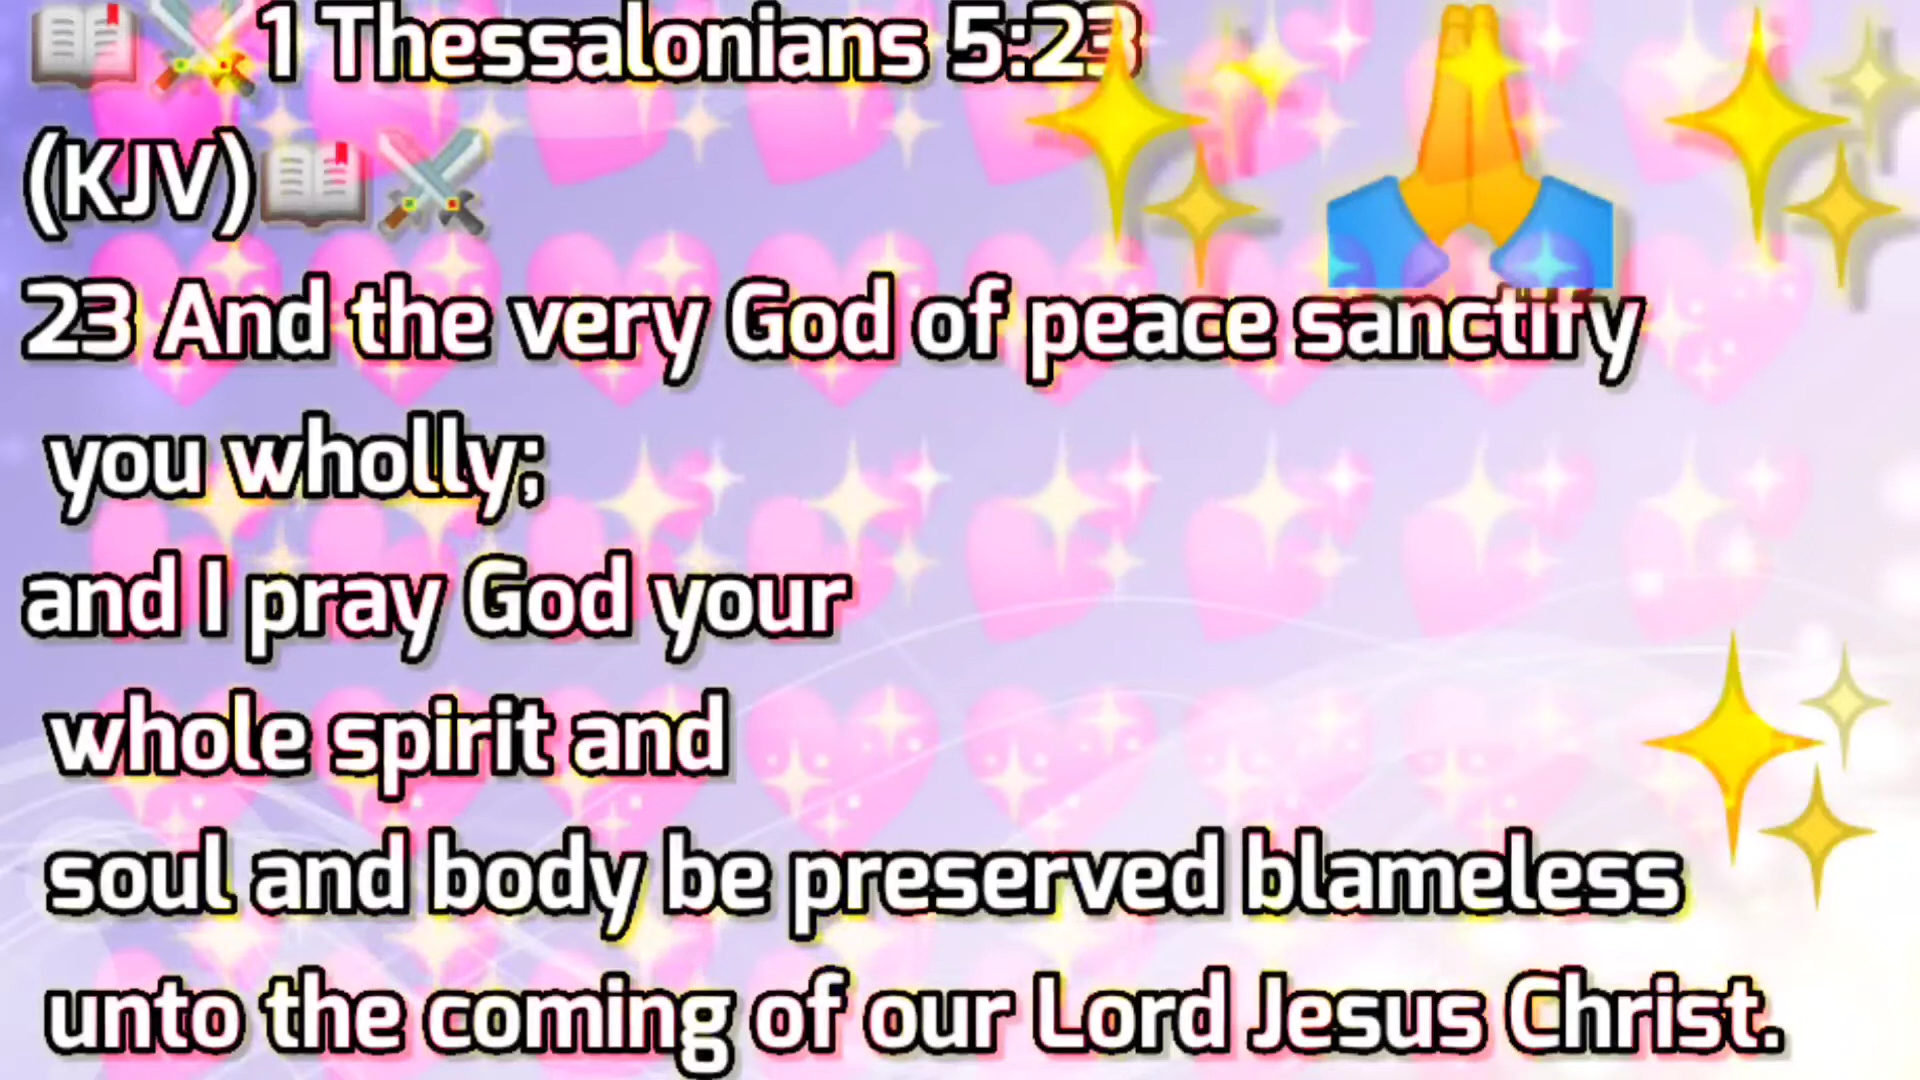 1 Thessalonians 5:23
(KJV)
23 And the very God of peace sanctify
you wholly;
and I pray God your
whole spirit and
soul and body be preserved blameless
unto the coming of our Lord Jesus Christ.